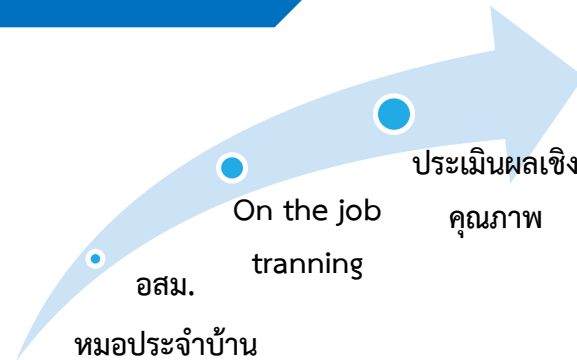 อสม.
หมอประจำบ้าน
On the job
tranning
ประเมินผลเชิง
คุณภาพ